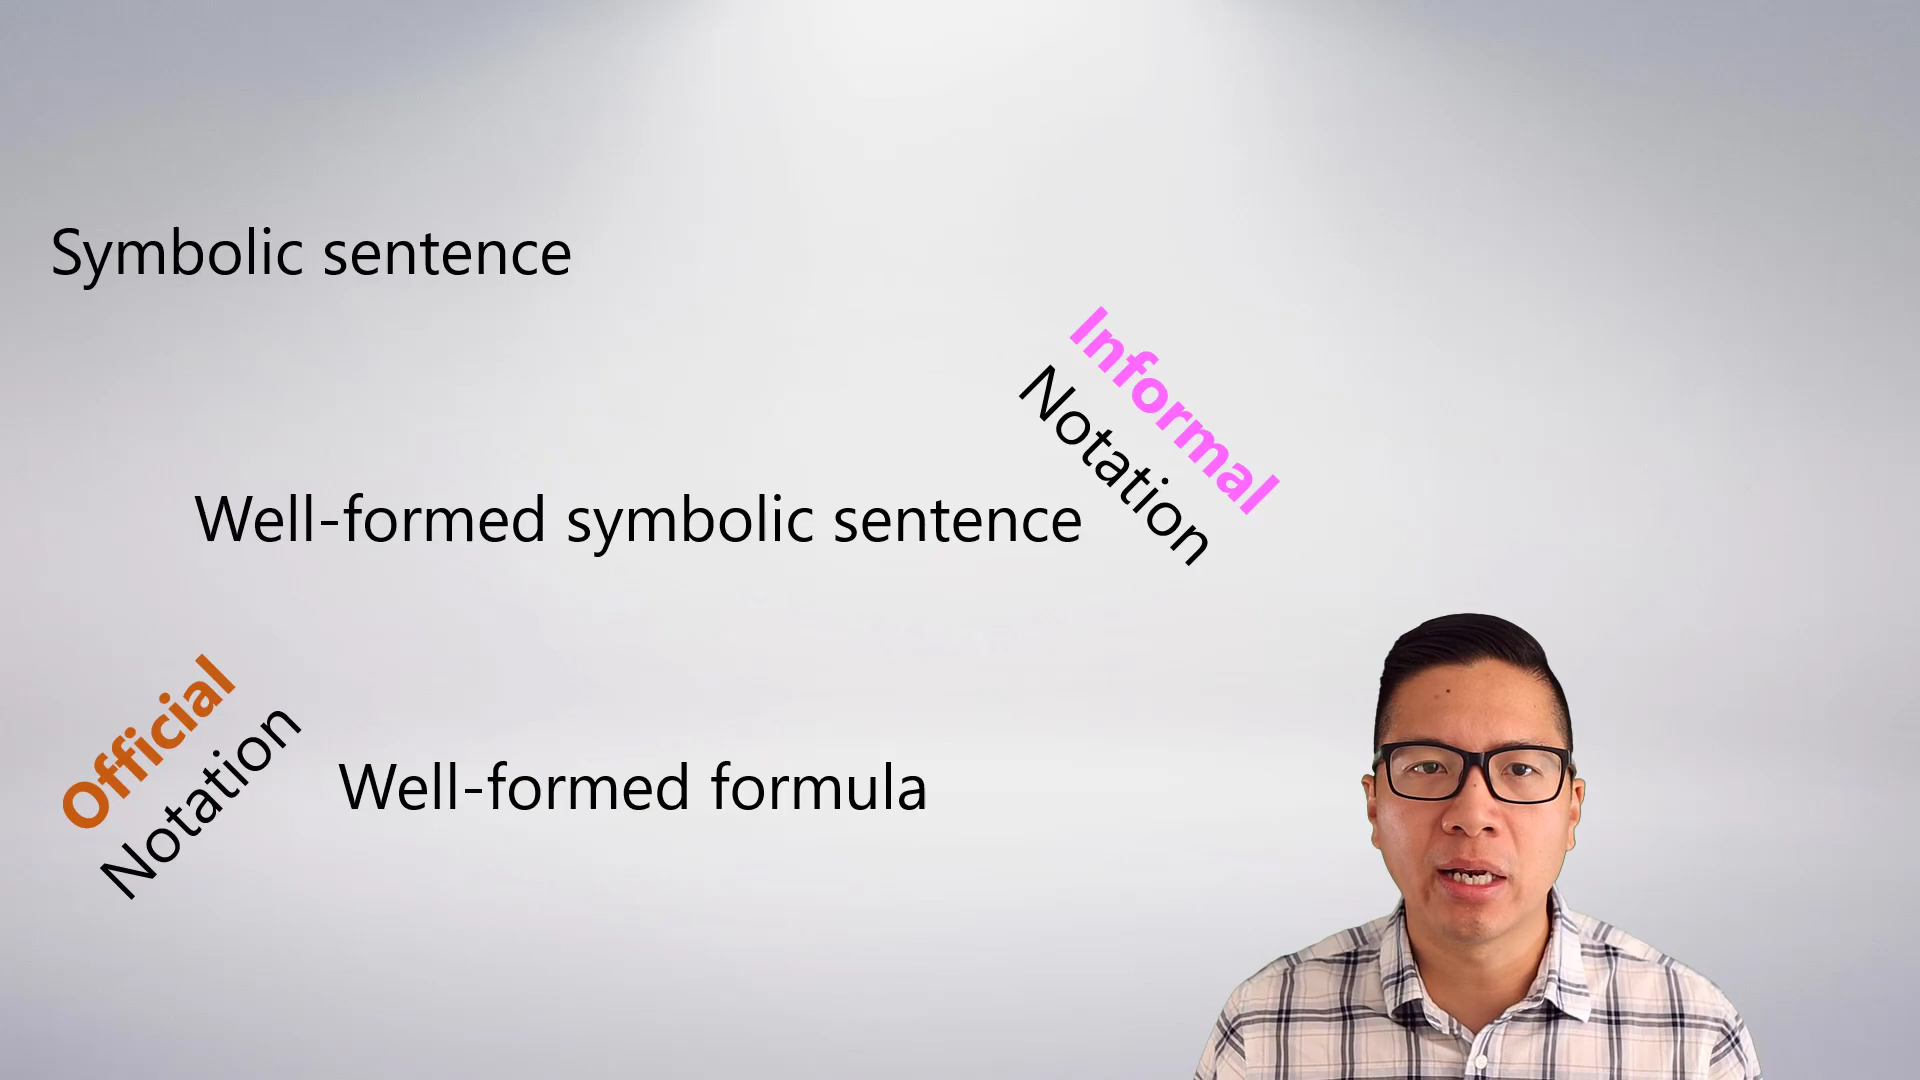 Symbolic sentence
Informal
Notation
Well-formed symbolic sentence
Official
Notation
Well-formed formula